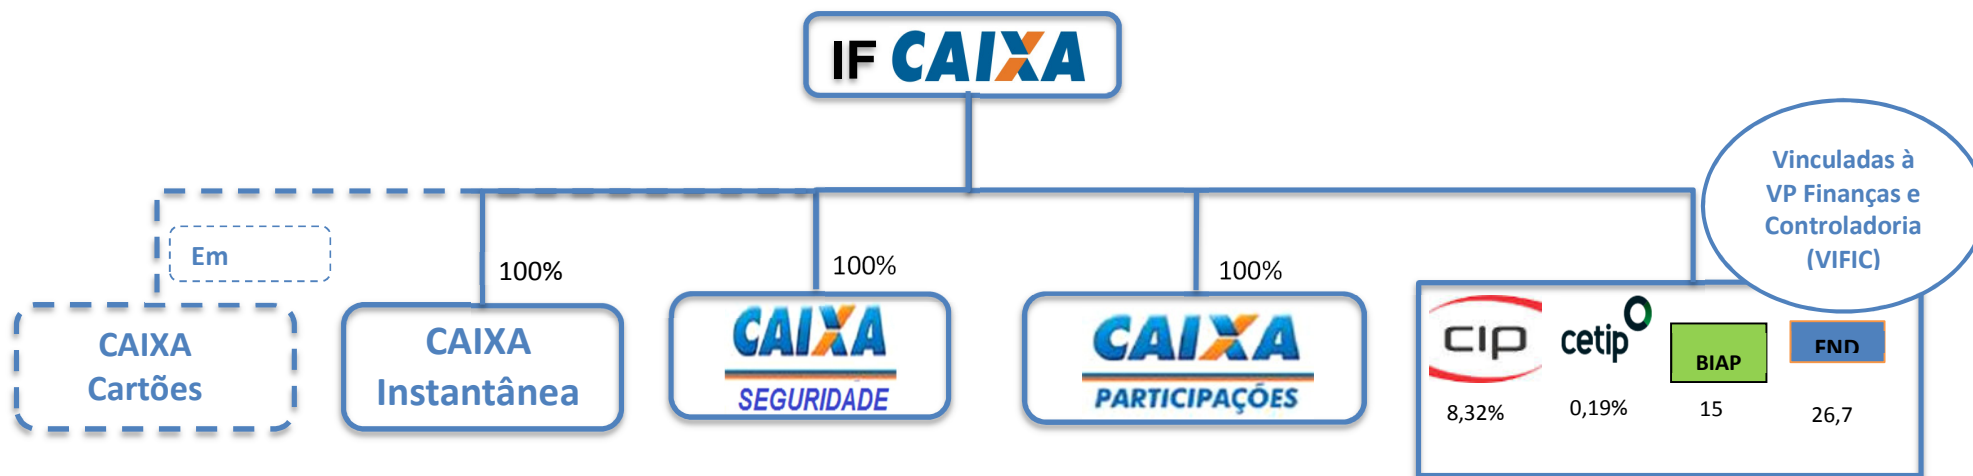 IF CAIXA
Vinculadas à
VP Finanças e
Controladoria
(VIFIC)
Em
100%
100%
100%
CAIXA
Cartões
CAIXA
Instantânea
CAIXA
SEGURIDADE
CAIXA
PARTICIPAÇÕES
CIP
cetip
BIAP
FND
8,32%
0,19%
15
26,7